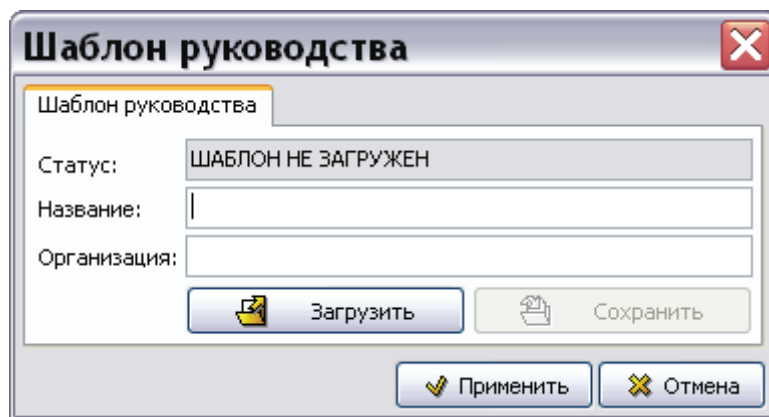 Шаблон руководства
Шаблон руководства
Статус: ШАБЛОН НЕ ЗАГРУЖЕН
Название:
Организация:
Загрузить Сохранить
Применить Отмена